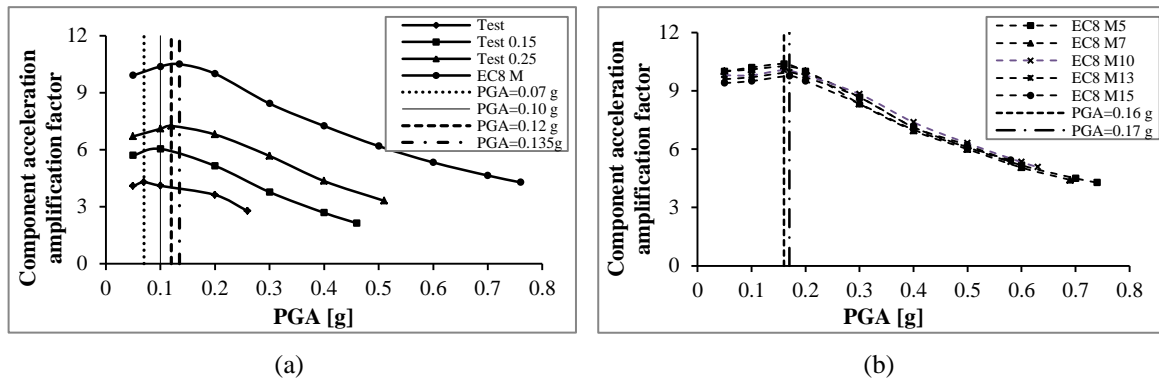 Component acceleration
amplification factor
12
9
6
3
0
0 0.1 0.2 0.3 0.4 0.5 0.6 0.7 0.8
PGA [g]
Test
Test 0.15
Test 0.25
EC8 M
PGA=0.07 g
PGA=0.10 g
PGA=0.12 g
PGA=0.135g
(a)
Component acceleration
amplification factor
12
9
6
3
0
0 0.1 0.2 0.3 0.4 0.5 0.6 0.7 0.8
PGA [g]
EC8 M5
EC8 M7
EC8 M10
EC8 M13
EC8 M15
PGA=0.16 g
PGA=0.17 g
(b)